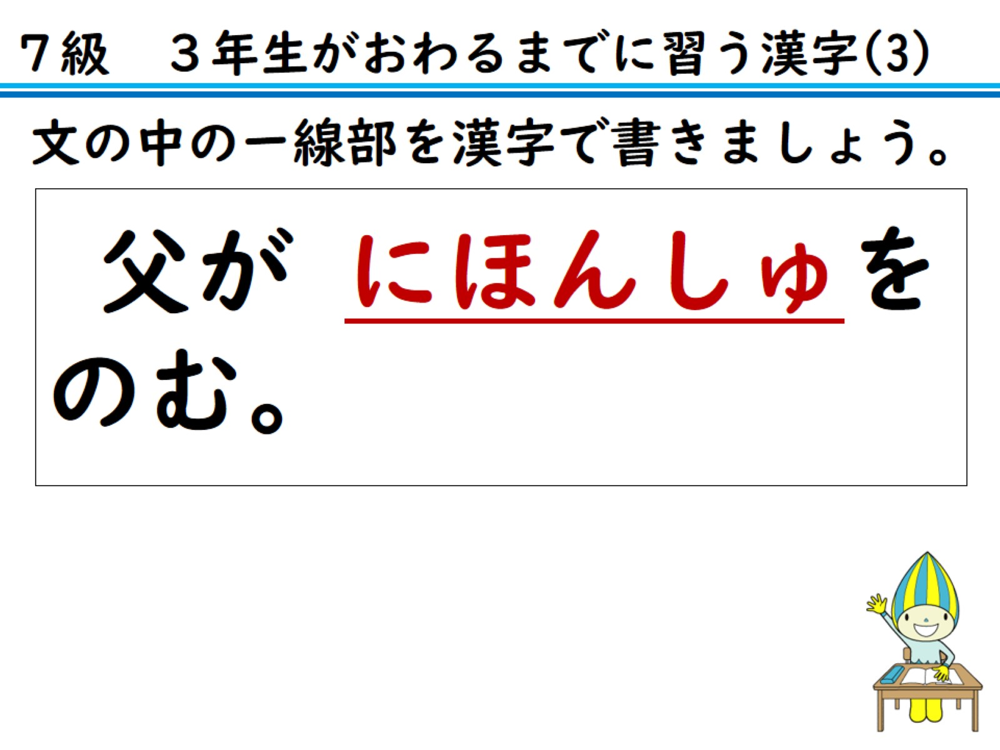 ７級　３年生がおわるまでに習う漢字(3)
文の中の一線部を漢字で書きましょう。
父が にほんしゅを
のむ。